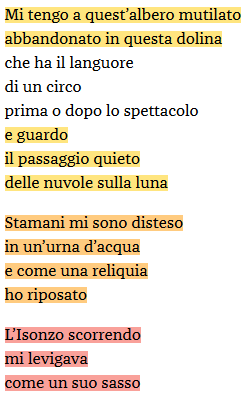 Mi tengo a quest'albero mutilato
abbandonato in questa dolina
che ha il languore
di un circo
prima o dopo lo spettacolo
e guardo
il passaggio quieto
delle nuvole sulla luna
Stamani mi sono disteso
in un'urna d'acqua
e come una reliquia
ho riposato
L'Isonzo scorrendo
mi levigava
come un suo sasso